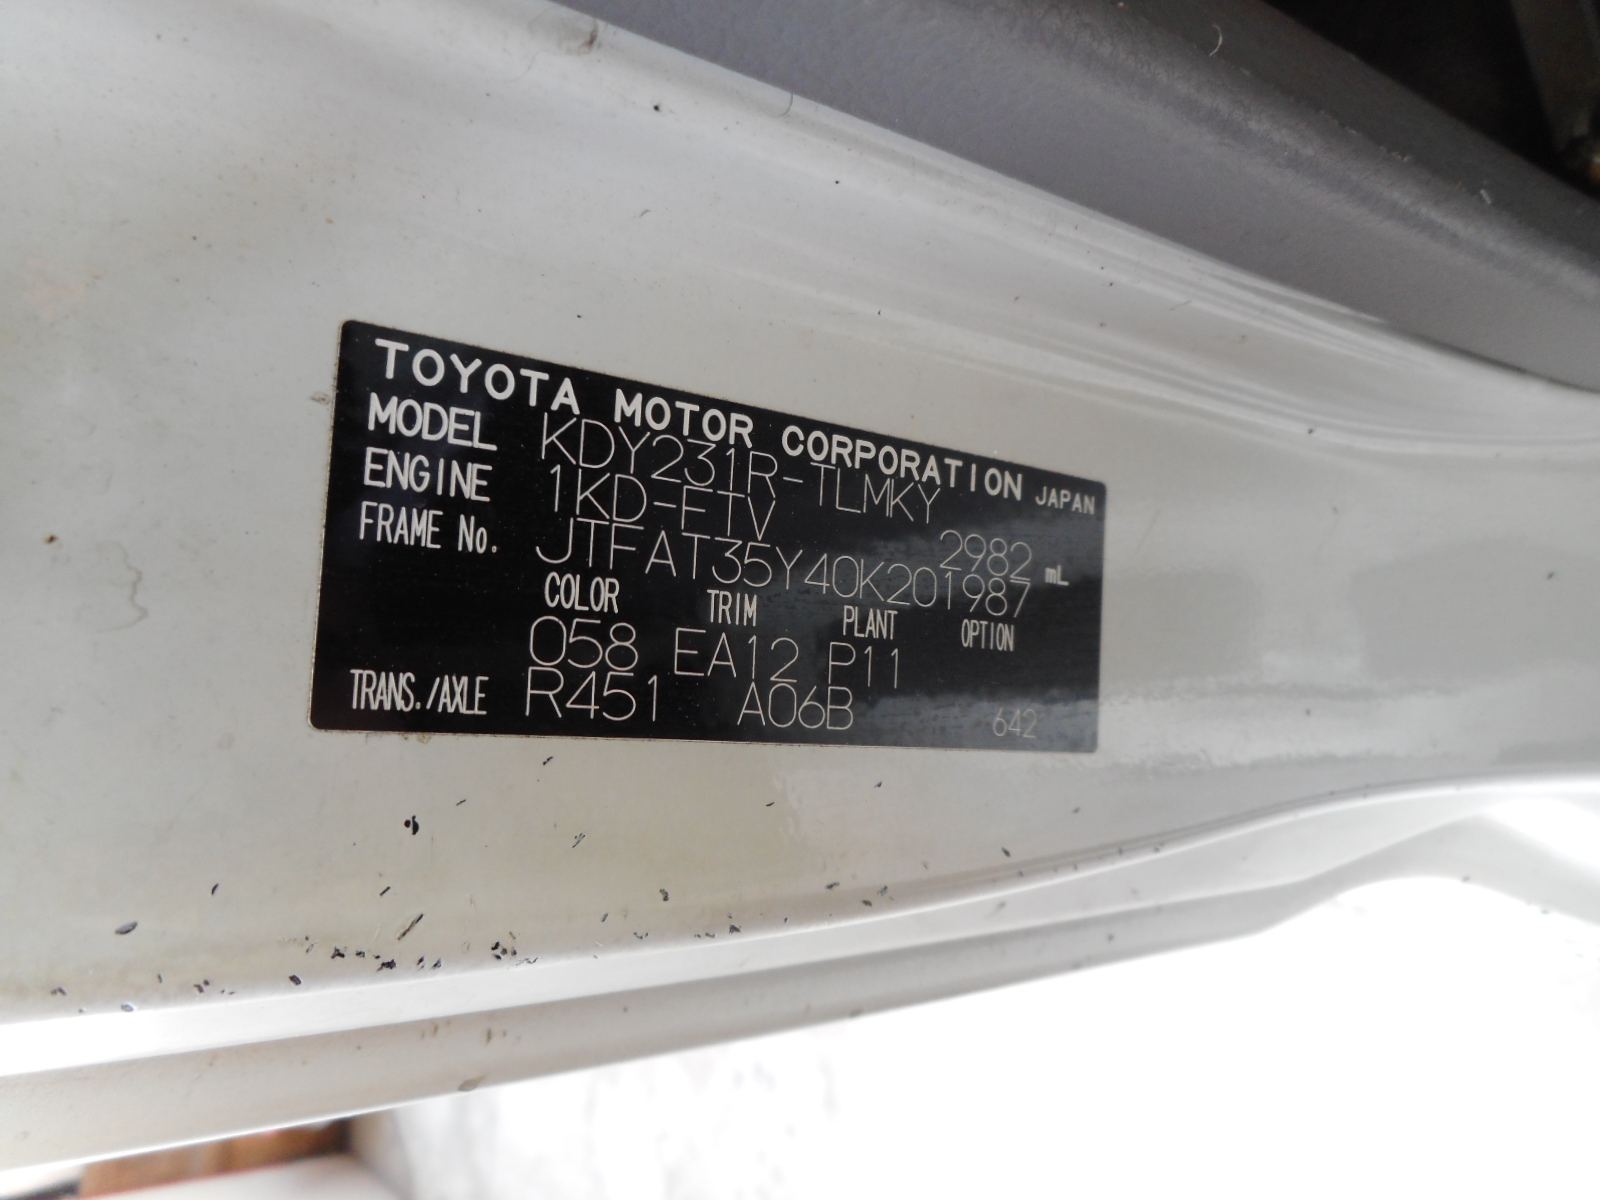 TOYOTA MOTOR CORPORATION JAPAN
MODEL KDY231R-TLMKY
ENGINE 1KD-FTV 2982 mL
FRAME No. JTFAT35Y40K201987
COLOR TRIM PLANT OPTION
058 EA12 P11
TRANS./AXLE R451 A06B 642